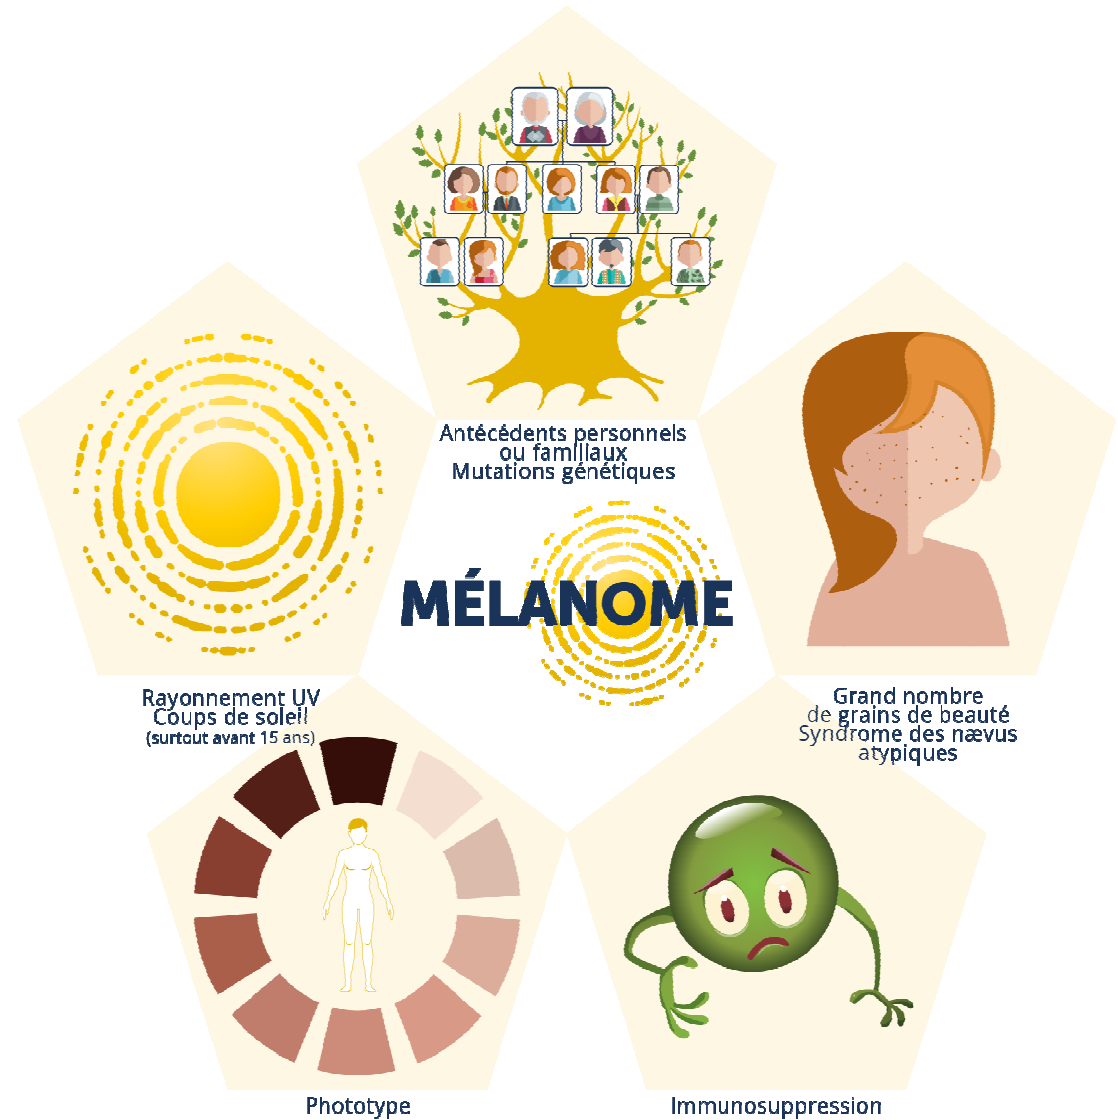 Antécédents personnels
ou familiaux
Mutations génétiques
MÉLANOME
Rayonnement UV
Coups de soleil
(surtout avant 15 ans)
Grand nombre
de grains de beauté
Syndrome des nævus
atypiques
Phototype
Immunosuppression